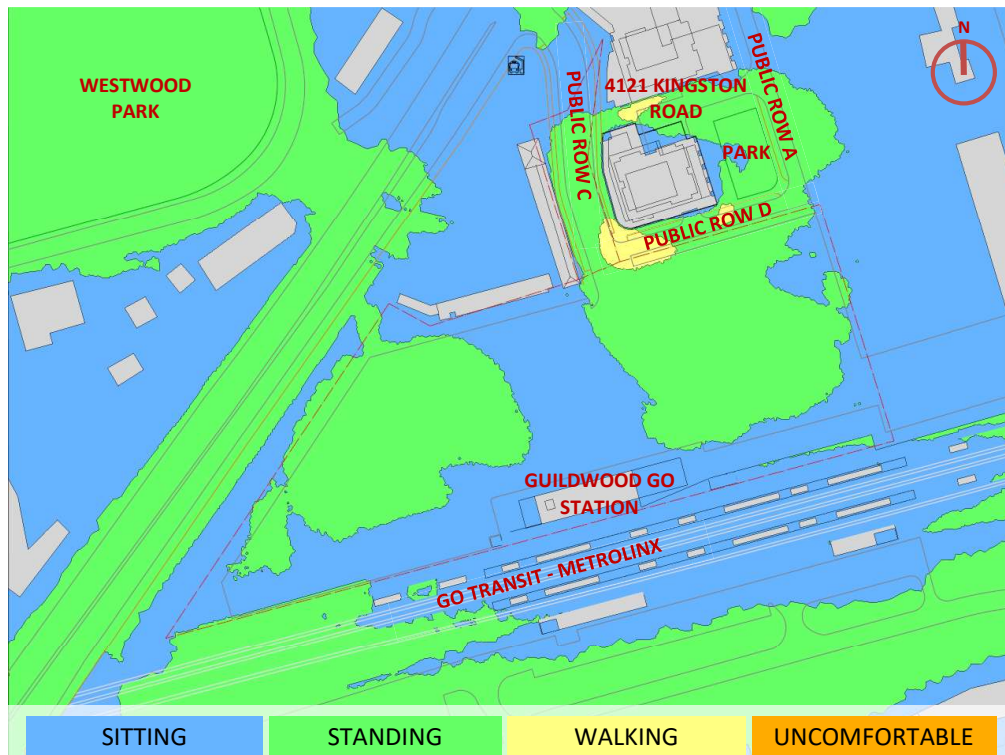 N
WESTWOOD
PARK
PUBLIC ROW C
4121 KINGSTON
ROAD
PUBLIC ROW A
PARK
PUBLIC ROW D
GUILDWOOD GO
STATION
GO TRANSIT - METROLINX
SITTING
STANDING
WALKING
UNCOMFORTABLE